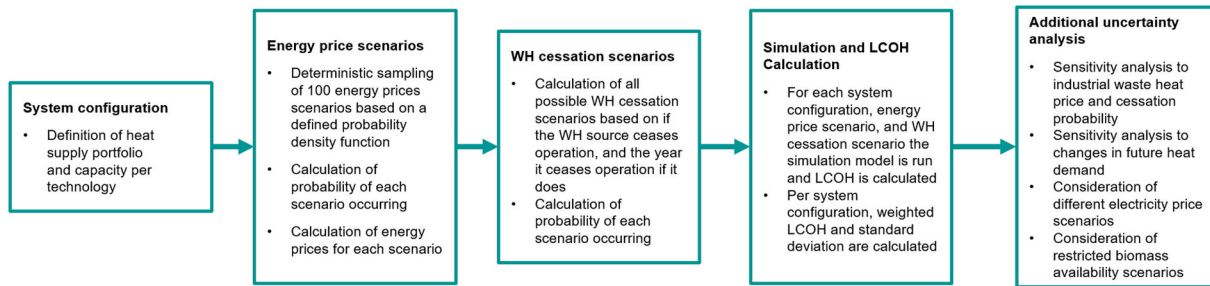 System configuration
• Definition of heat
supply portfolio
and capacity per
technology
Energy price scenarios
• Deterministic sampling
of 100 energy prices
scenarios based on a
defined probability
density function
• Calculation of
probability of each
scenario occurring
• Calculation of energy
prices for each scenario
WH cessation scenarios
• Calculation of all
possible WH cessation
scenarios based on if
the WH source ceases
operation, and the year
it ceases operation if it
does
• Calculation of
probability of each
scenario occurring
Simulation and LCOH
Calculation
• For each system
configuration, energy
price scenario, and WH
cessation scenario the
simulation model is run
and LCOH is calculated
• Per system
configuration, weighted
LCOH and standard
deviation are calculated
Additional uncertainty
analysis
• Sensitivity analysis to
industrial waste heat
price and cessation
probability
• Sensitivity analysis to
changes in future heat
demand
• Consideration of
different electricity price
scenarios
• Consideration of
restricted biomass
availability scenarios